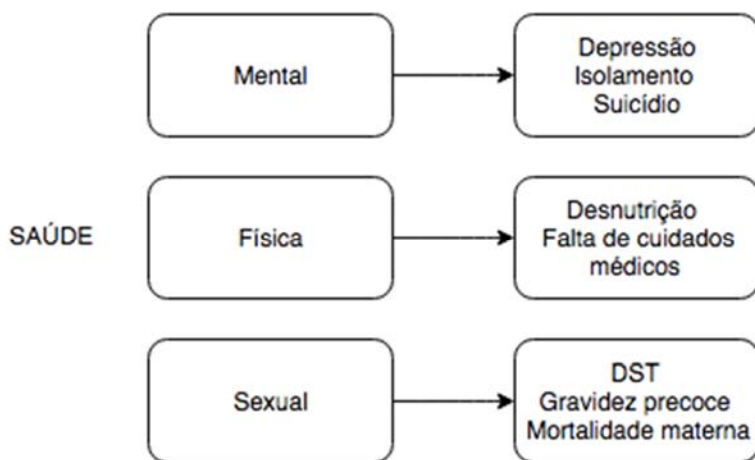 Mental
Depressão
Isolamento
Suicídio
SAÚDE
Física
Desnutrição
Falta de cuidados
médicos
Sexual
DST
Gravidez precoce
Mortalidade materna